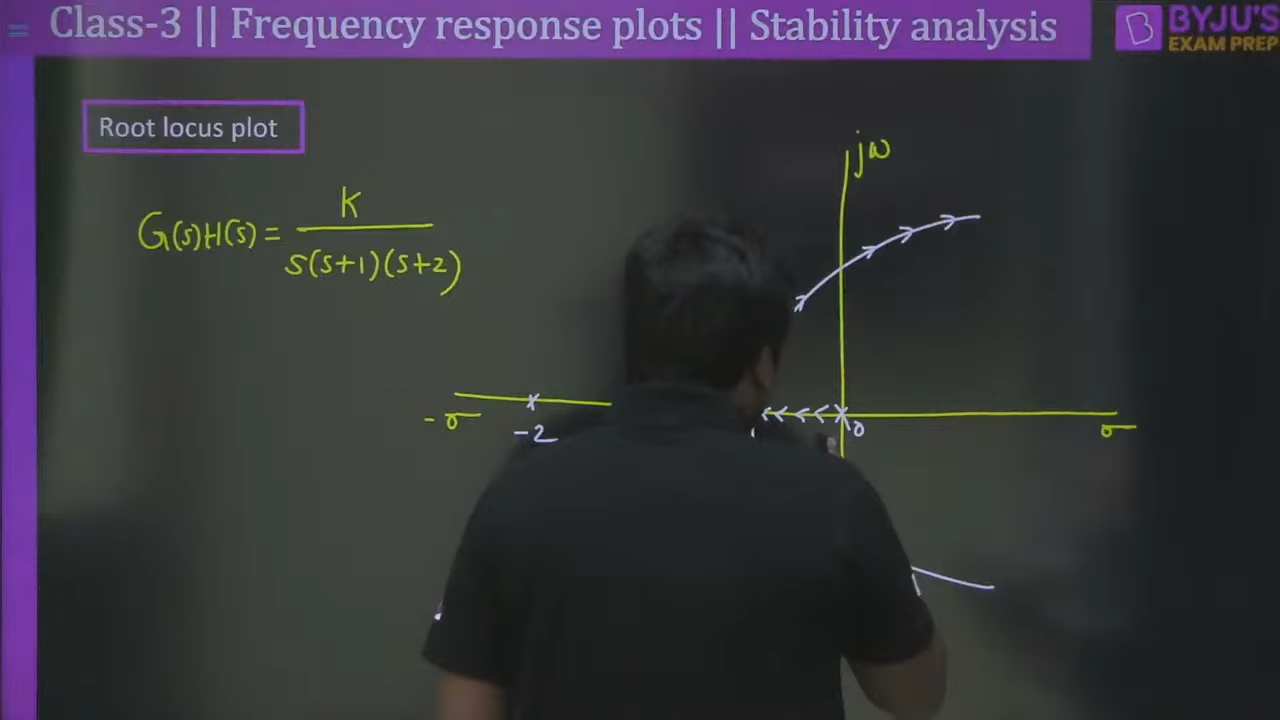 Class-3 || Frequency response plots || Stability analysis
BYJU'S
EXAM PREP
Root locus plot
G(s)H(s) = K / s(s+1)(s+2)
jω
-σ
-2
0
σ